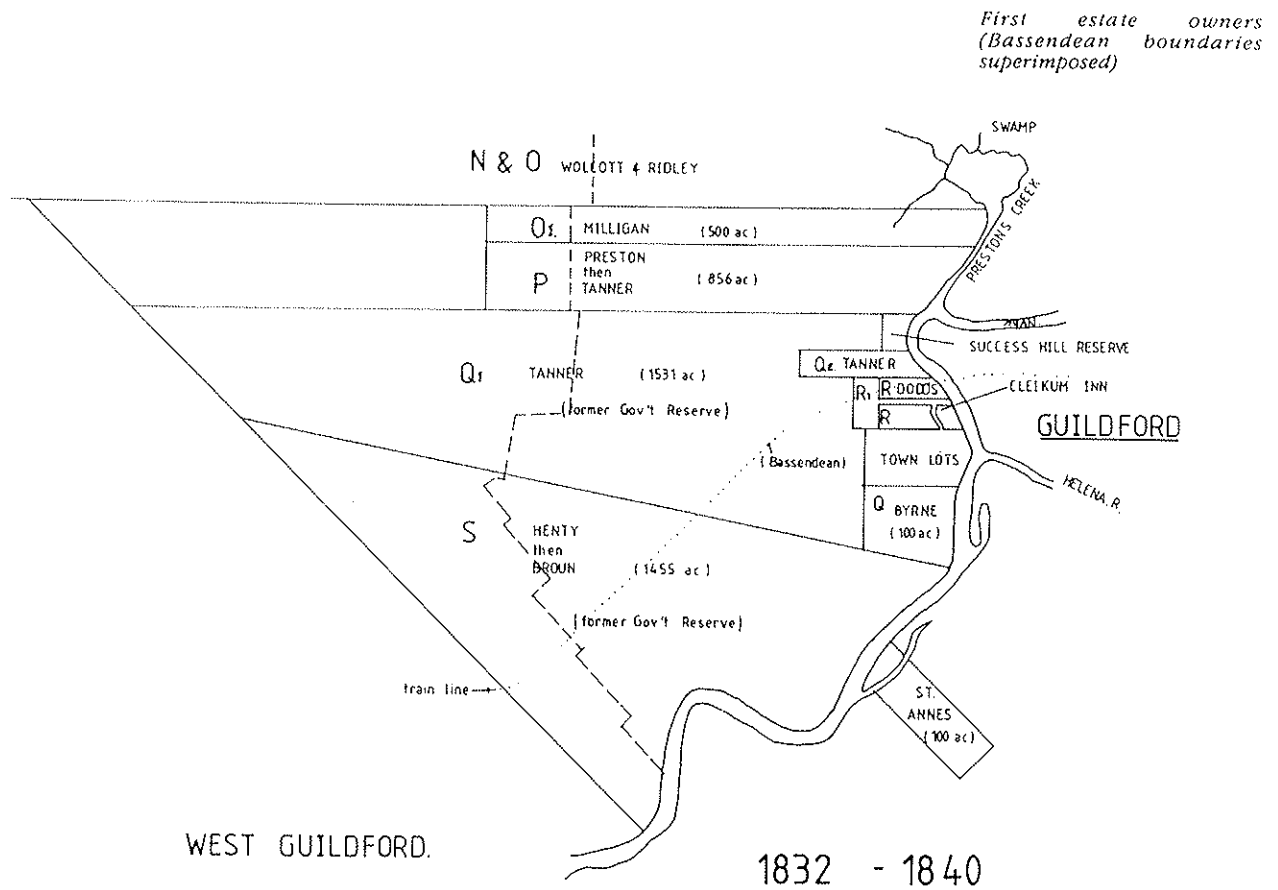 First estate owners
(Bassendean boundaries
superimposed)
SWAMP
N & O WOLLOTT & RIDLEY
PRESTON'S CREEK
O1. MILLIGAN (500 ac)
PRESTON
then
P TANNER (856 ac)
SUCCESS HILL RESERVE
Q2. TANNER
Q1 TANNER (1531 ac)
R1 R DODDS
CLEIKUM INN
(former Gov't Reserve)
R
GUILDFORD
(Bassendean)
TOWN LOTS
HELENA. R.
Q BYRNE
(100 ac)
S HENTY
then
BROUN (1455 ac)
(former Gov't Reserve)
train line
ST.
ANNES
(100 ac)
WEST GUILDFORD.
1832 - 1840